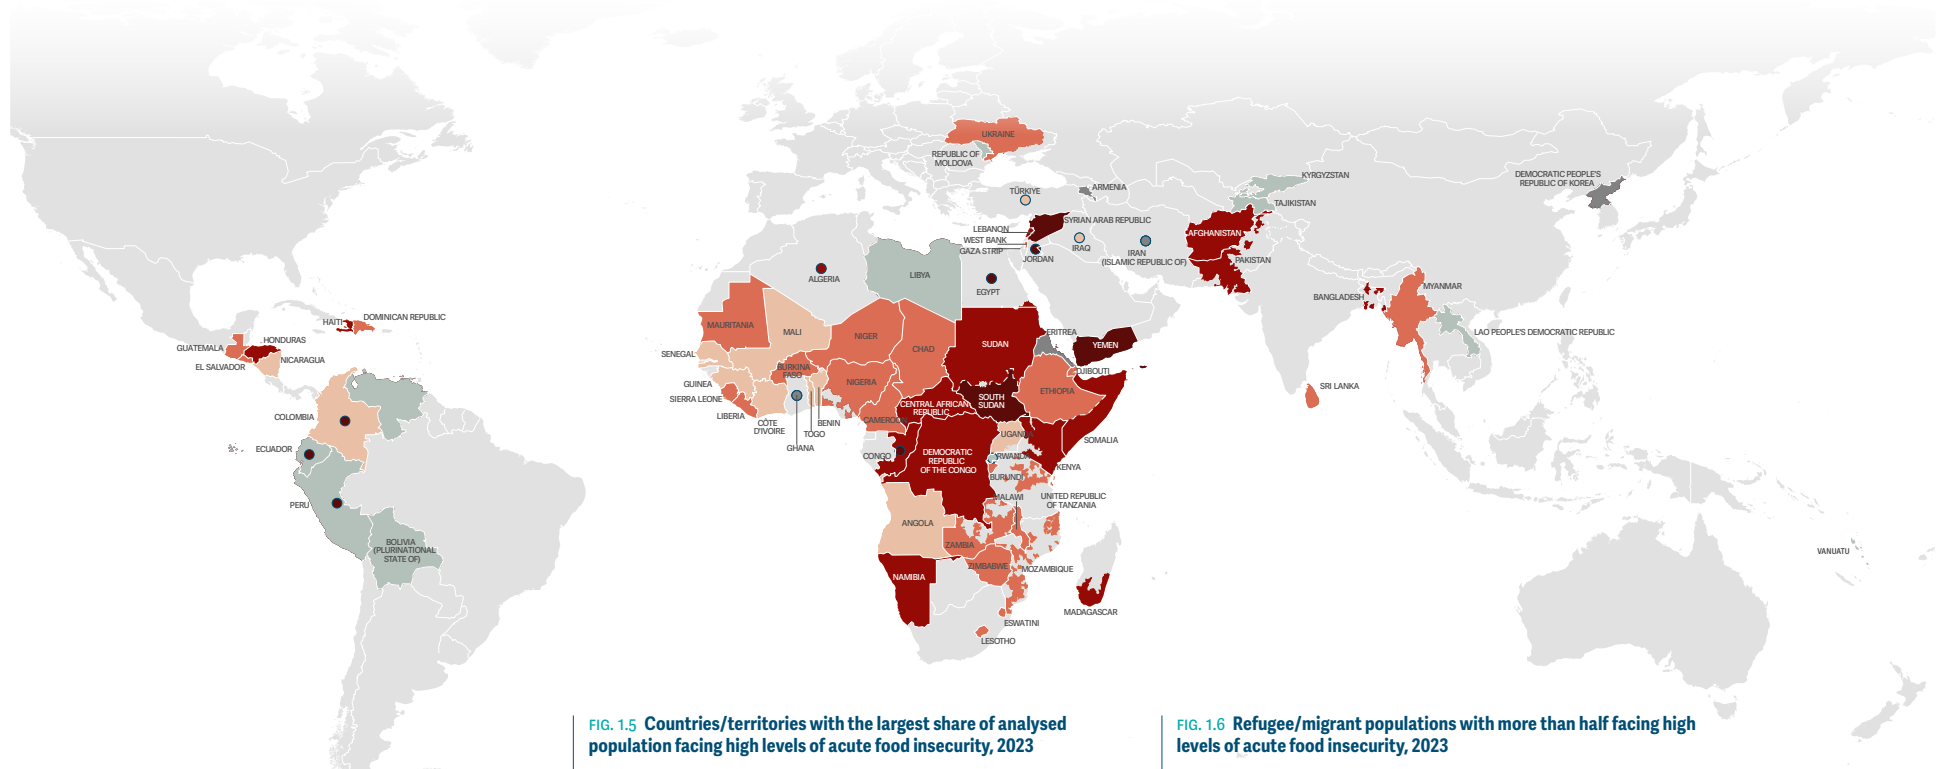 UKRAINE
REPUBLIC OF
MOLDOVA
KYRGYZSTAN
DEMOCRATIC PEOPLE'S
REPUBLIC OF KOREA
TÜRKİYE
ARMENIA
TAJIKISTAN
SYRIAN ARAB REPUBLIC
LEBANON
WEST BANK
GAZA STRIP
JORDAN
IRAQ
IRAN
(ISLAMIC REPUBLIC OF)
AFGHANISTAN
PAKISTAN
ALGERIA
LIBYA
EGYPT
BANGLADESH
MYANMAR
LAO PEOPLE'S DEMOCRATIC REPUBLIC
SRI LANKA
HAITI
DOMINICAN REPUBLIC
GUATEMALA
HONDURAS
EL SALVADOR
NICARAGUA
COLOMBIA
ECUADOR
PERU
BOLIVIA
(PLURINATIONAL
STATE OF)
MAURITANIA
MALI
NIGER
CHAD
SUDAN
ERITREA
YEMEN
DJIBOUTI
SENEGAL
GUINEA
SIERRA LEONE
LIBERIA
BURKINA
FASO
CÔTE
D'IVOIRE
GHANA
TOGO
BENIN
NIGERIA
CAMEROON
CENTRAL AFRICAN
REPUBLIC
SOUTH
SUDAN
ETHIOPIA
SOMALIA
UGANDA
KENYA
RWANDA
BURUNDI
CONGO
DEMOCRATIC
REPUBLIC
OF THE CONGO
UNITED REPUBLIC
OF TANZANIA
MALAWI
ANGOLA
ZAMBIA
ZIMBABWE
MOZAMBIQUE
NAMIBIA
MADAGASCAR
ESWATINI
LESOTHO
VANUATU
FIG. 1.5 Countries/territories with the largest share of analysed
population facing high levels of acute food insecurity, 2023
FIG. 1.6 Refugee/migrant populations with more than half facing high
levels of acute food insecurity, 2023